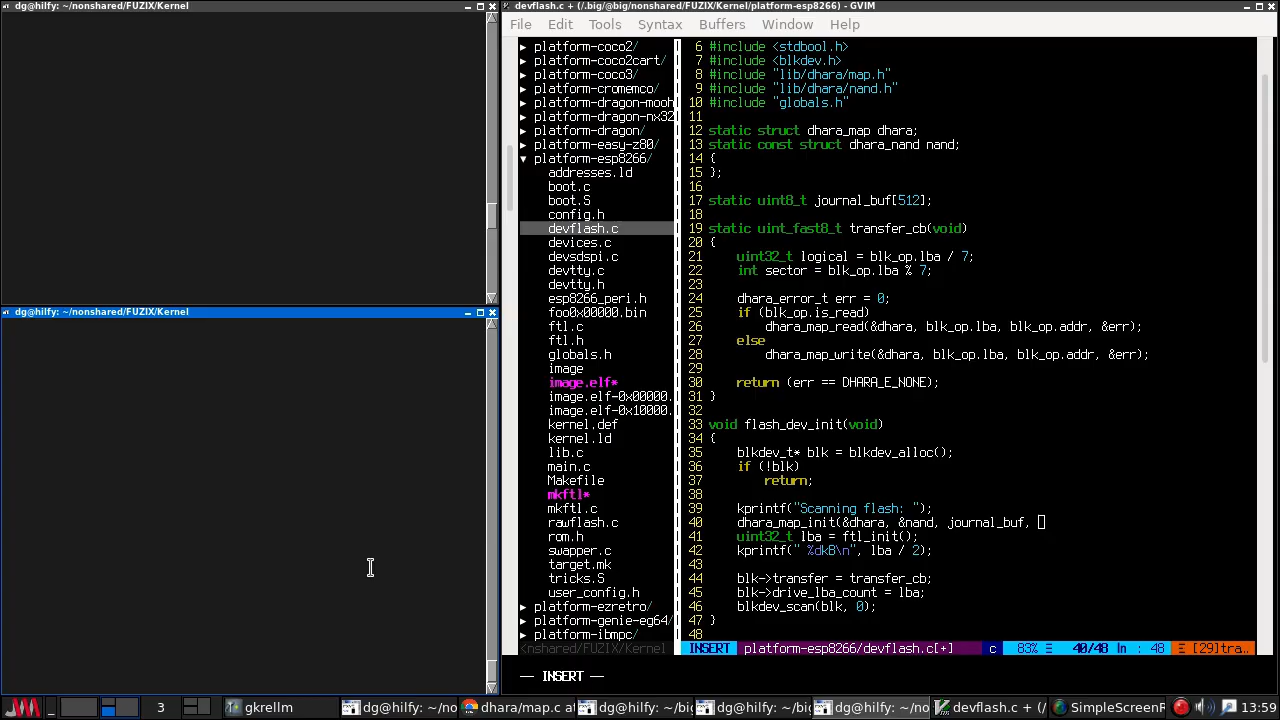 dg@hilfy: ~/nonshared/FUZIX/Kernel
dg@hilfy: ~/nonshared/FUZIX/Kernel
devflash.c + (/.big/@big/nonshared/FUZIX/Kernel/platform-esp8266) - GVIM
File Edit Tools Syntax Buffers Window Help
▶ platform-coco2/
▶ platform-coco2cart/
▶ platform-coco3/
▶ platform-cromemco/
▶ platform-dragon-mooh
▶ platform-dragon-nx32
▶ platform-dragon/
▶ platform-easy-z80/
▼ platform-esp8266/
addresses.ld
boot.c
boot.S
config.h
devflash.c
devices.c
devsdspi.c
devtty.c
devtty.h
esp8266_peri.h
foo0x00000.bin
ftl.c
ftl.h
globals.h
image
image.elf*
image.elf-0x00000.
image.elf-0x10000.
kernel.def
kernel.ld
lib.c
main.c
Makefile
mkftl*
mkftl.c
rawflash.c
rom.h
swapper.c
target.mk
tricks.S
user_config.h
▶ platform-ezretro/
▶ platform-genie-eg64/
▶ platform-ibmpc/
<nshared/FUZIX/Kernel
6 #include <stdbool.h>
7 #include <blkdev.h>
8 #include "lib/dhara/map.h"
9 #include "lib/dhara/nand.h"
10 #include "globals.h"
11
12 static struct dhara_map dhara;
13 static const struct dhara_nand nand;
14 {
15 };
16
17 static uint8_t journal_buf[512];
18
19 static uint_fast8_t transfer_cb(void)
20 {
21 uint32_t logical = blk_op.lba / 7;
22 int sector = blk_op.lba % 7;
23
24 dhara_error_t err = 0;
25 if (blk_op.is_read)
26 dhara_map_read(&dhara, blk_op.lba, blk_op.addr, &err);
27 else
28 dhara_map_write(&dhara, blk_op.lba, blk_op.addr, &err);
29
30 return (err == DHARA_E_NONE);
31 }
32
33 void flash_dev_init(void)
34 {
35 blkdev_t* blk = blkdev_alloc();
36 if (!blk)
37 return;
38
39 kprintf("Scanning flash: ");
40 dhara_map_init(&dhara, &nand, journal_buf,
41 uint32_t lba = ftl_init();
42 kprintf(" %dkB\n", lba / 2);
43
44 blk->transfer = transfer_cb;
45 blk->drive_lba_count = lba;
46 blkdev_scan(blk, 0);
47 }
48
INSERT platform-esp8266/devflash.c[+] c 83% Ξ 40/48 ln : 48 Ξ [29]tra..
-- INSERT --
3 gkrellm dg@hilfy: ~/no dhara/map.c at dg@hilfy: ~/big dg@hilfy: ~/big dg@hilfy: ~/no devflash.c + (/ SimpleScreenR 13:59